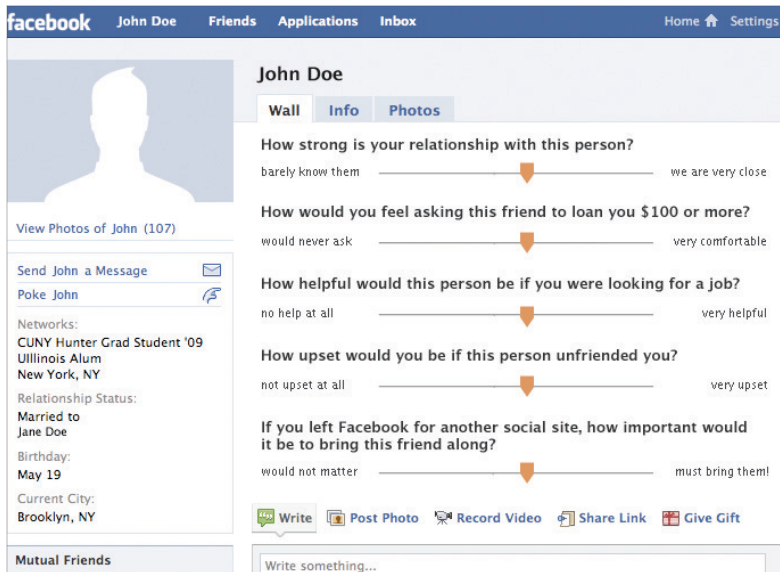 facebook John Doe Friends Applications Inbox Home Settings
John Doe
Wall Info Photos
How strong is your relationship with this person?
barely know them we are very close
How would you feel asking this friend to loan you $100 or more?
would never ask very comfortable
How helpful would this person be if you were looking for a job?
no help at all very helpful
How upset would you be if this person unfriended you?
not upset at all very upset
If you left Facebook for another social site, how important would
it be to bring this friend along?
would not matter must bring them!
Write Post Photo Record Video Share Link Give Gift
Write something...
View Photos of John (107)
Send John a Message
Poke John
Networks:
CUNY Hunter Grad Student '09
UIllinois Alum
New York, NY
Relationship Status:
Married to
Jane Doe
Birthday:
May 19
Current City:
Brooklyn, NY
Mutual Friends